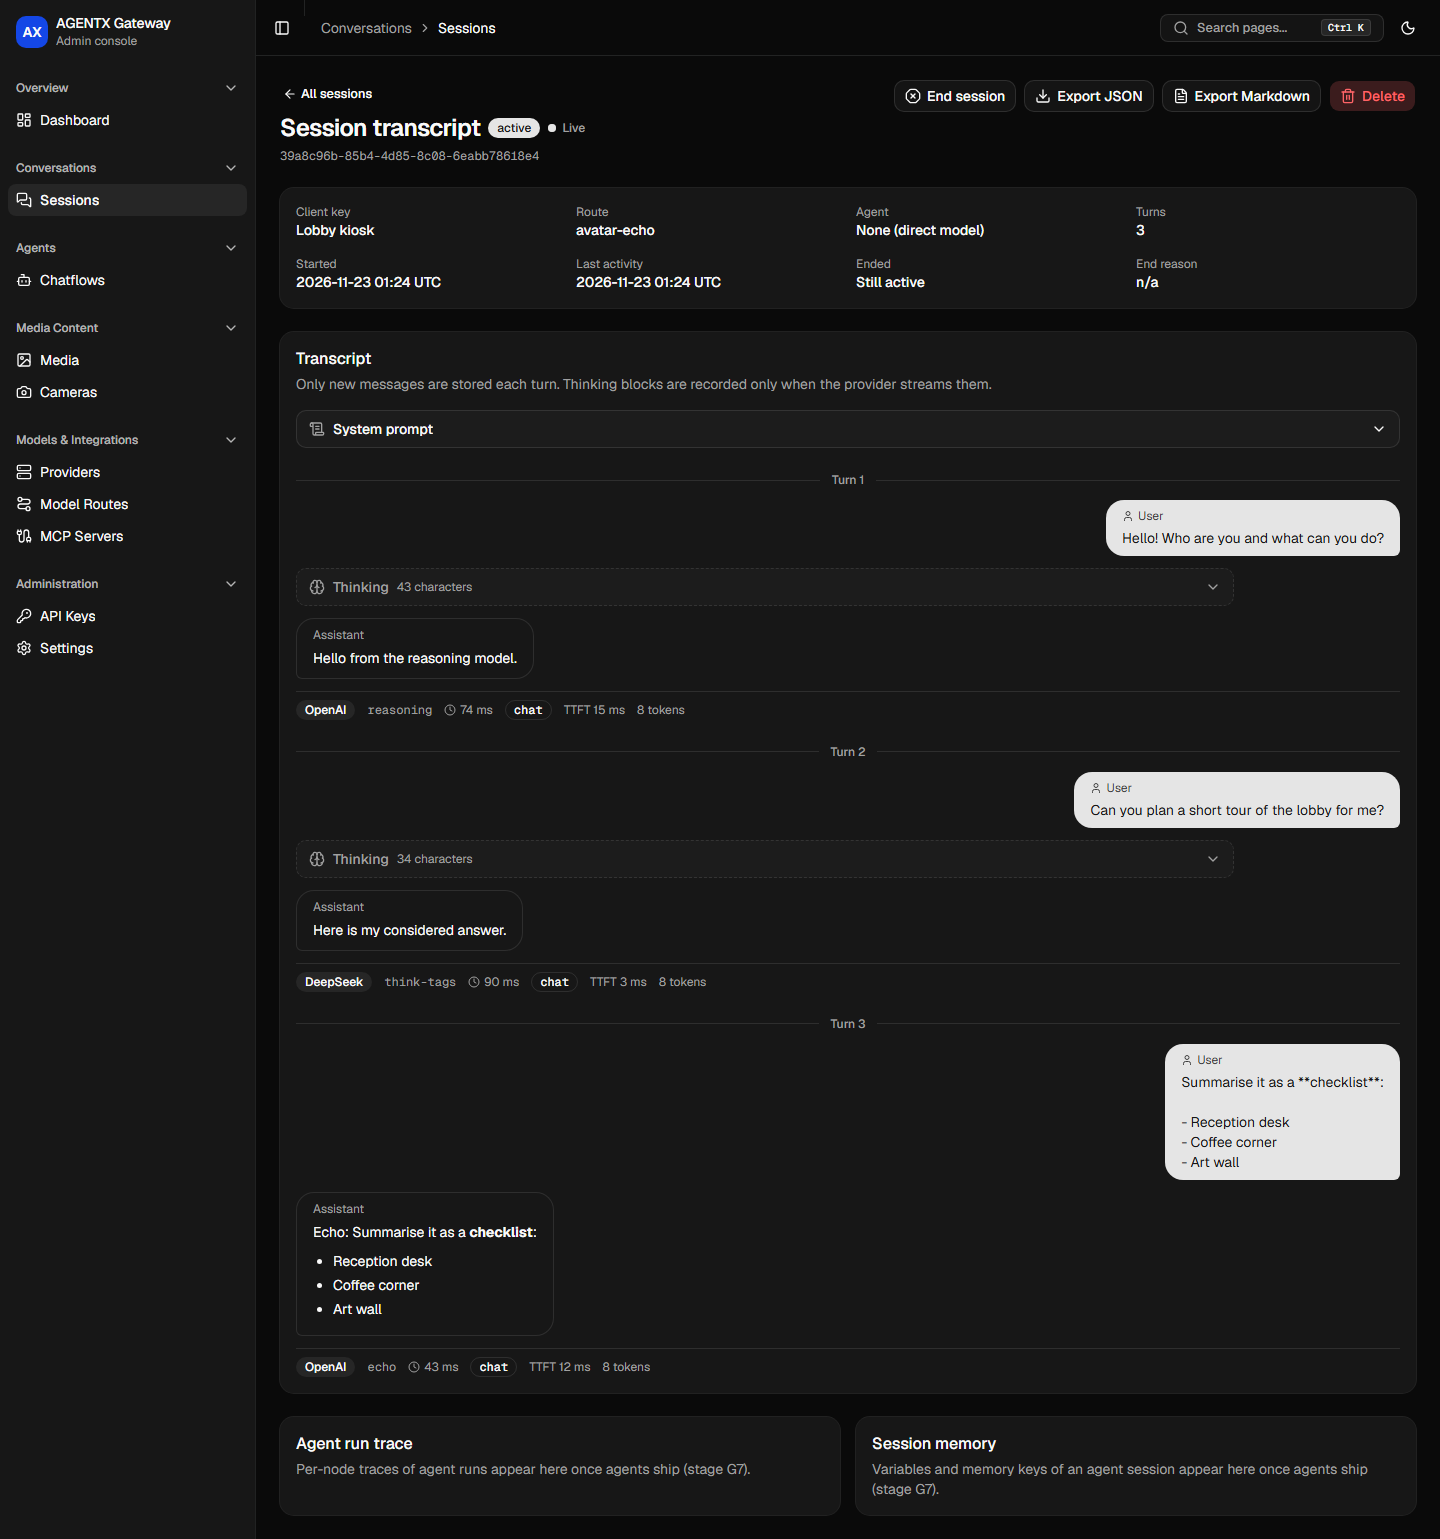 AX
AGENTX Gateway
Admin console
Overview
Dashboard
Conversations
Sessions
Agents
Chatflows
Media Content
Media
Cameras
Models & Integrations
Providers
Model Routes
MCP Servers
Administration
API Keys
Settings
Conversations > Sessions
Search pages... Ctrl K
← All sessions
End session
Export JSON
Export Markdown
Delete
Session transcript active Live
39a8c96b-85b4-4d85-8c08-6eabb78618e4
Client key
Lobby kiosk
Route
avatar-echo
Agent
None (direct model)
Turns
3
Started
2026-11-23 01:24 UTC
Last activity
2026-11-23 01:24 UTC
Ended
Still active
End reason
n/a
Transcript
Only new messages are stored each turn. Thinking blocks are recorded only when the provider streams them.
System prompt
Turn 1
User
Hello! Who are you and what can you do?
Thinking 43 characters
Assistant
Hello from the reasoning model.
OpenAI reasoning 74 ms chat TTFT 15 ms 8 tokens
Turn 2
User
Can you plan a short tour of the lobby for me?
Thinking 34 characters
Assistant
Here is my considered answer.
DeepSeek think-tags 90 ms chat TTFT 3 ms 8 tokens
Turn 3
User
Summarise it as a **checklist**:
- Reception desk
- Coffee corner
- Art wall
Assistant
Echo: Summarise it as a checklist:
• Reception desk
• Coffee corner
• Art wall
OpenAI echo 43 ms chat TTFT 12 ms 8 tokens
Agent run trace
Per-node traces of agent runs appear here once agents ship (stage G7).
Session memory
Variables and memory keys of an agent session appear here once agents ship
(stage G7).